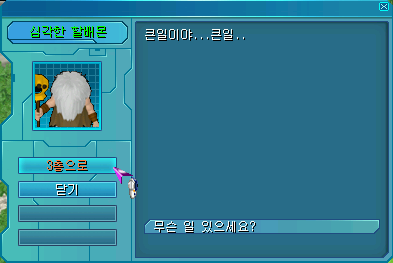 심각한 할배몬
큰일이야...큰일..
3층으로
닫기
무슨 일 있으세요?